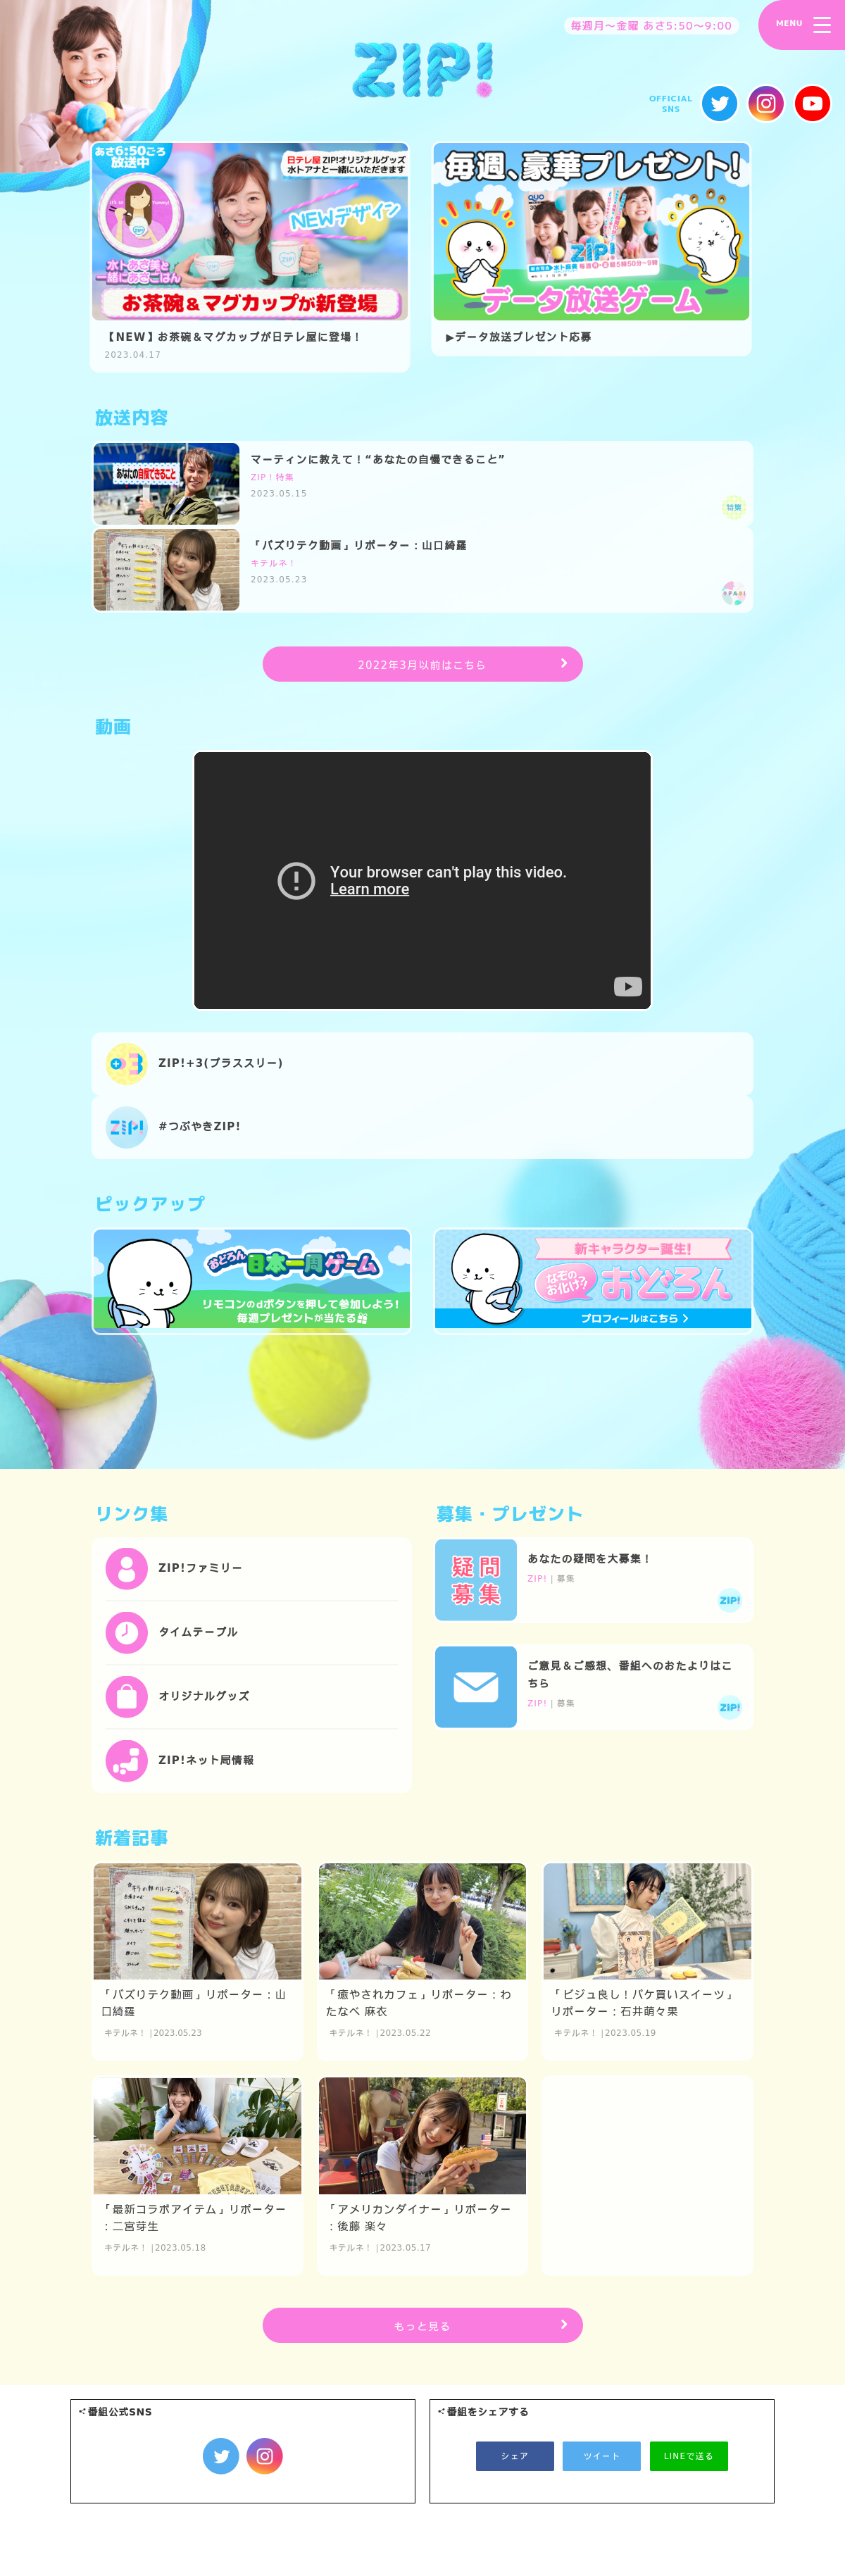 毎週月〜金曜 あさ5:50〜9:00
MENU
ZIP!
OFFICIAL
SNS
あさ6:50ごろ
放送中
日テレ屋 ZIP!オリジナルグッズ
水トアナと一緒にいただきます
NEWデザイン
水卜あさ美と
一緒にあさごはん
お茶碗&マグカップが新登場
毎週、豪華プレゼント!
QUO
ZIP!
データ放送ゲーム
【NEW】お茶碗&マグカップが日テレ屋に登場!
2023.04.17
▶データ放送プレゼント応募
放送内容
あなたの自慢できること
マーティンに教えて!“あなたの自慢できること”
ZIP!特集
2023.05.15
特集
「バズりテク動画」リポーター:山口綺羅
キテルネ!
2023.05.23
2022年3月以前はこちら
動画
Your browser can't play this video.
Learn more
+3
ZIP!+3(プラススリー)
ZIP!
#つぶやきZIP!
ピックアップ
おどろん 日本一周ゲーム
リモコンのdボタンを押して参加しよう!
毎週プレゼントが当たる
新キャラクター誕生!
なぞの
お化け?
おどろん
プロフィールはこちら
リンク集
募集・プレゼント
ZIP!ファミリー
タイムテーブル
オリジナルグッズ
ZIP!ネット局情報
疑問
募集
あなたの疑問を大募集!
ZIP! | 募集
ZIP!
ご意見&ご感想、番組へのおたよりはこ
ちら
ZIP! | 募集
ZIP!
新着記事
「バズりテク動画」リポーター:山
口綺羅
キテルネ! |2023.05.23
「癒やされカフェ」リポーター:わ
たなべ 麻衣
キテルネ! |2023.05.22
「ビジュ良し!パケ買いスイーツ」
リポーター:石井萌々果
キテルネ! |2023.05.19
「最新コラボアイテム」リポーター
:二宮芽生
キテルネ! |2023.05.18
「アメリカンダイナー」リポーター
:後藤 楽々
キテルネ! |2023.05.17
もっと見る
番組公式SNS
番組をシェアする
シェア
ツイート
LINEで送る